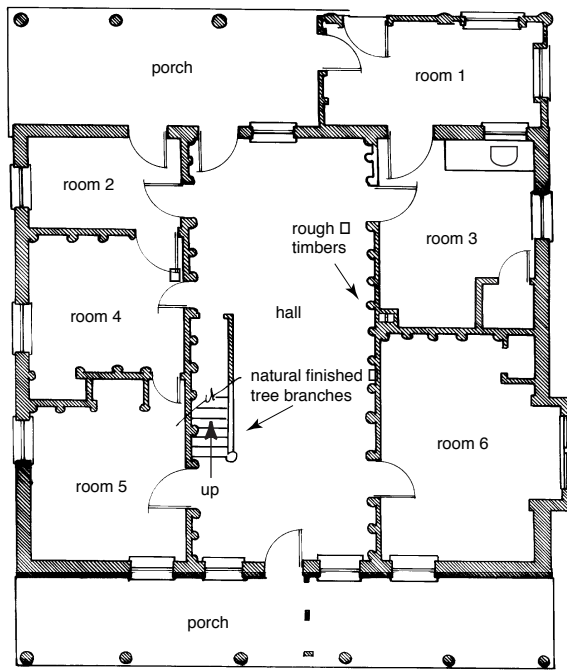 porch
room 1
room 2
rough □
timbers
room 3
hall
room 4
natural finished □
tree branches
room 6
room 5
up
porch